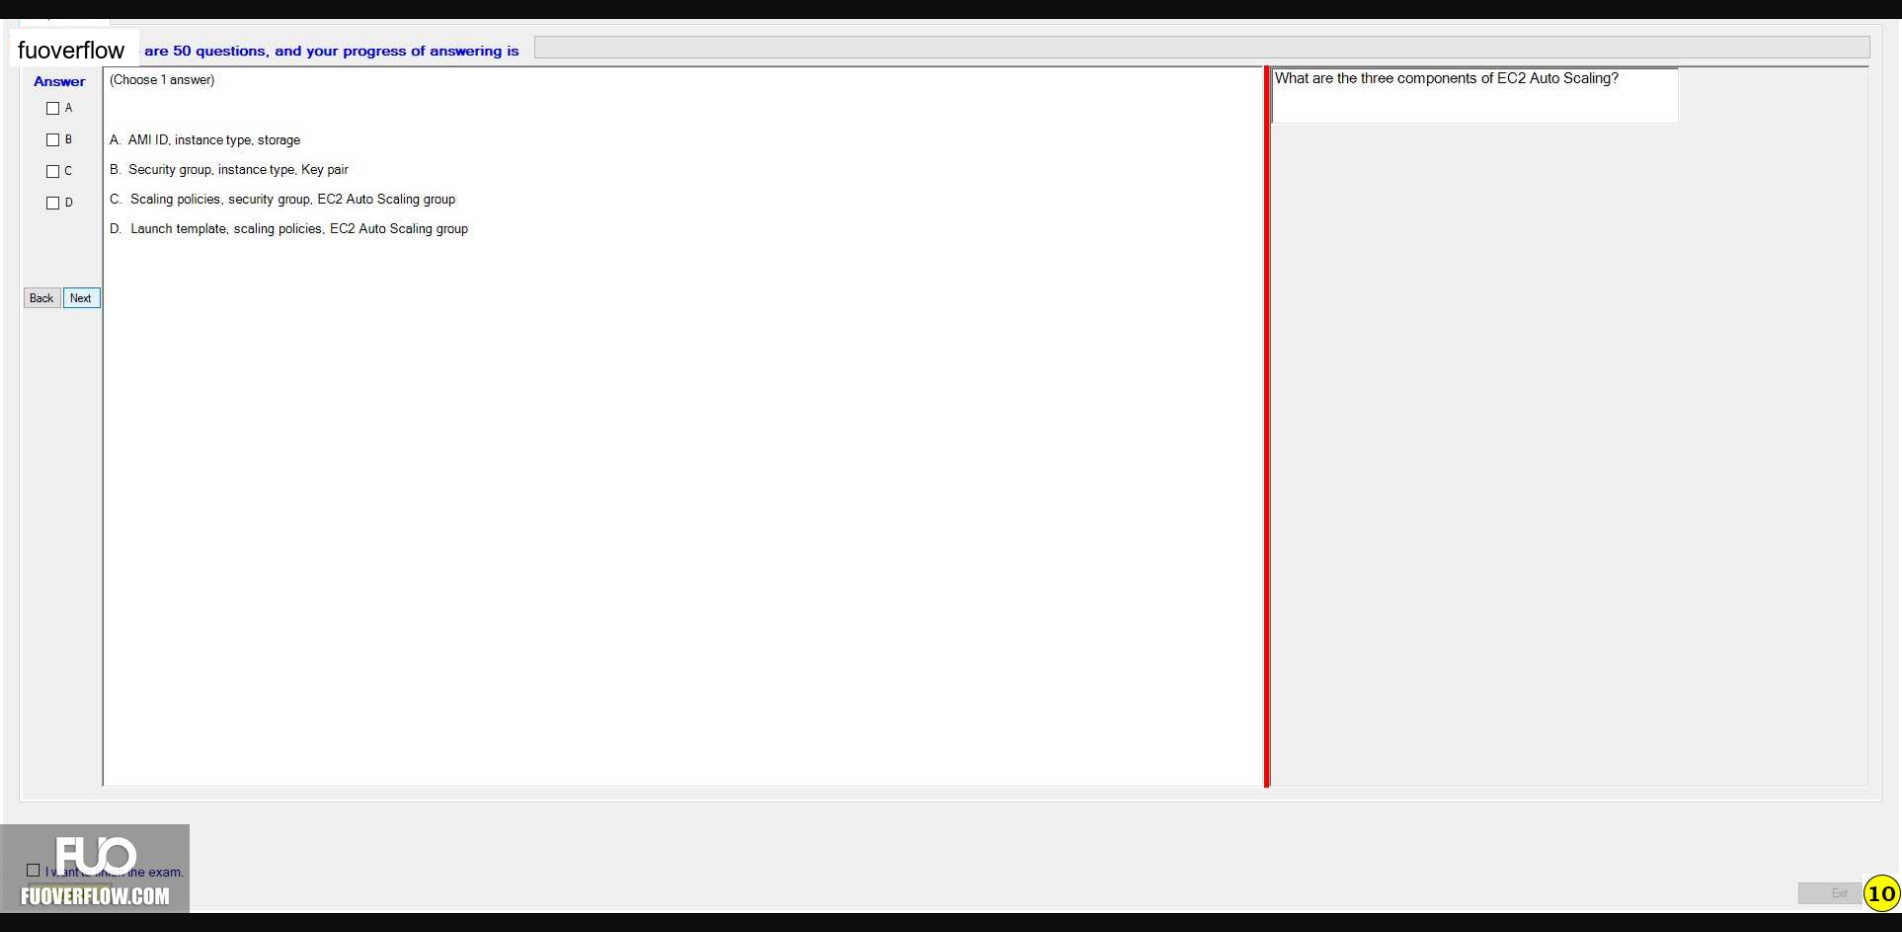 fuoverflow are 50 questions, and your progress of answering is
Answer
A
B
C
D
Back Next
(Choose 1 answer)
A. AMI ID, instance type, storage
B. Security group, instance type, Key pair
C. Scaling policies, security group, EC2 Auto Scaling group
D. Launch template, scaling policies, EC2 Auto Scaling group
What are the three components of EC2 Auto Scaling?
FUO
I want to finish the exam.
FUOVERFLOW.COM
Exit
10